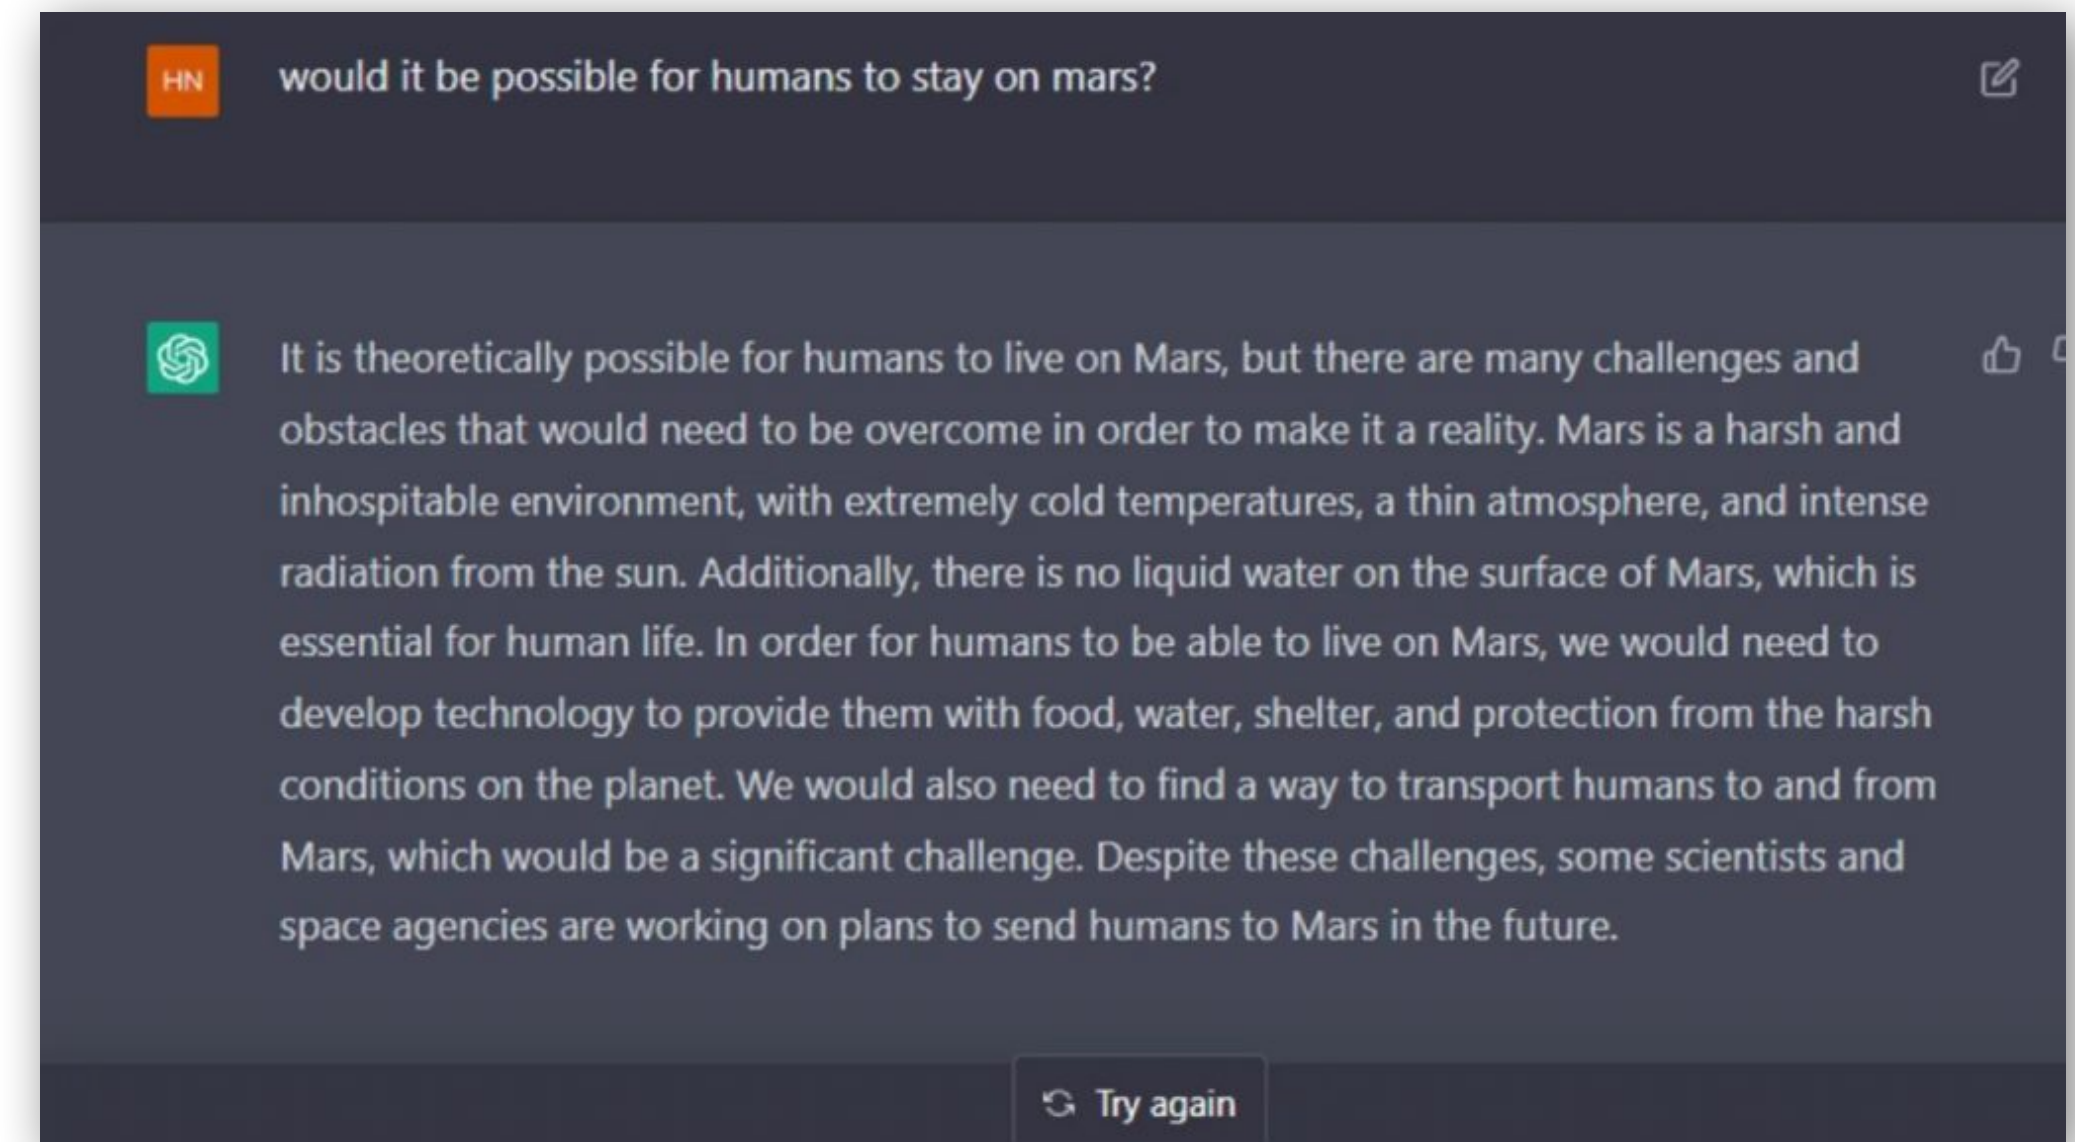 HN would it be possible for humans to stay on mars?
It is theoretically possible for humans to live on Mars, but there are many challenges and
obstacles that would need to be overcome in order to make it a reality. Mars is a harsh and
inhospitable environment, with extremely cold temperatures, a thin atmosphere, and intense
radiation from the sun. Additionally, there is no liquid water on the surface of Mars, which is
essential for human life. In order for humans to be able to live on Mars, we would need to
develop technology to provide them with food, water, shelter, and protection from the harsh
conditions on the planet. We would also need to find a way to transport humans to and from
Mars, which would be a significant challenge. Despite these challenges, some scientists and
space agencies are working on plans to send humans to Mars in the future.
Try again